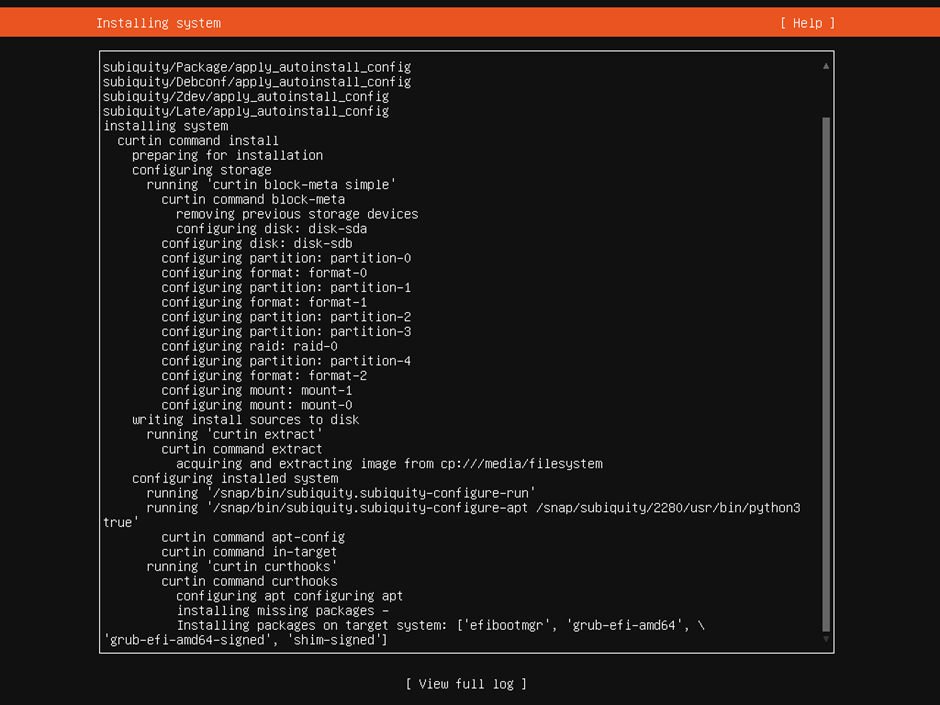 Installing system [ Help ]
subiquity/Package/apply_autoinstall_config
subiquity/Debconf/apply_autoinstall_config
subiquity/Zdev/apply_autoinstall_config
subiquity/Late/apply_autoinstall_config
installing system
curtin command install
preparing for installation
configuring storage
running 'curtin block-meta simple'
curtin command block-meta
removing previous storage devices
configuring disk: disk-sda
configuring disk: disk-sdb
configuring partition: partition-0
configuring format: format-0
configuring partition: partition-1
configuring format: format-1
configuring partition: partition-2
configuring partition: partition-3
configuring raid: raid-0
configuring partition: partition-4
configuring format: format-2
configuring mount: mount-1
configuring mount: mount-0
writing install sources to disk
running 'curtin extract'
curtin command extract
acquiring and extracting image from cp:///media/filesystem
configuring installed system
running '/snap/bin/subiquity.subiquity-configure-run'
running '/snap/bin/subiquity.subiquity-configure-apt /snap/subiquity/2280/usr/bin/python3
true'
curtin command apt-config
curtin command in-target
running 'curtin curthooks'
curtin command curthooks
configuring apt configuring apt
installing missing packages -
Installing packages on target system: ['efibootmgr', 'grub-efi-amd64', \
'grub-efi-amd64-signed', 'shim-signed']
[ View full log ]